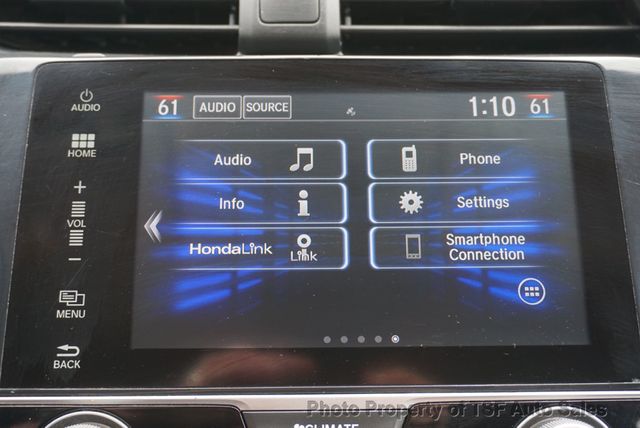 AUDIO
HOME
VOL
MENU
BACK
61 AUDIO SOURCE 1:10 61
Audio
Phone
Info
Settings
HondaLink
Link
Smartphone
Connection
CLIMATE
Photo Property of TSF Auto Sales